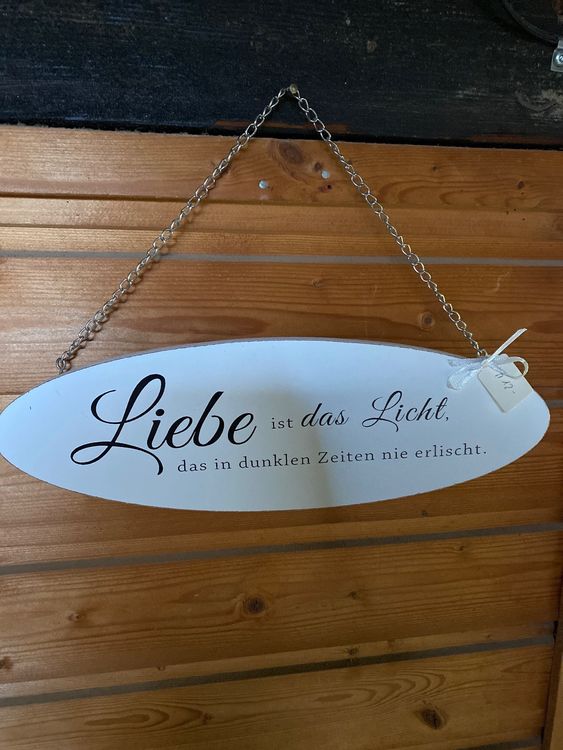 Liebe ist das Licht,
das in dunklen Zeiten nie erlischt.